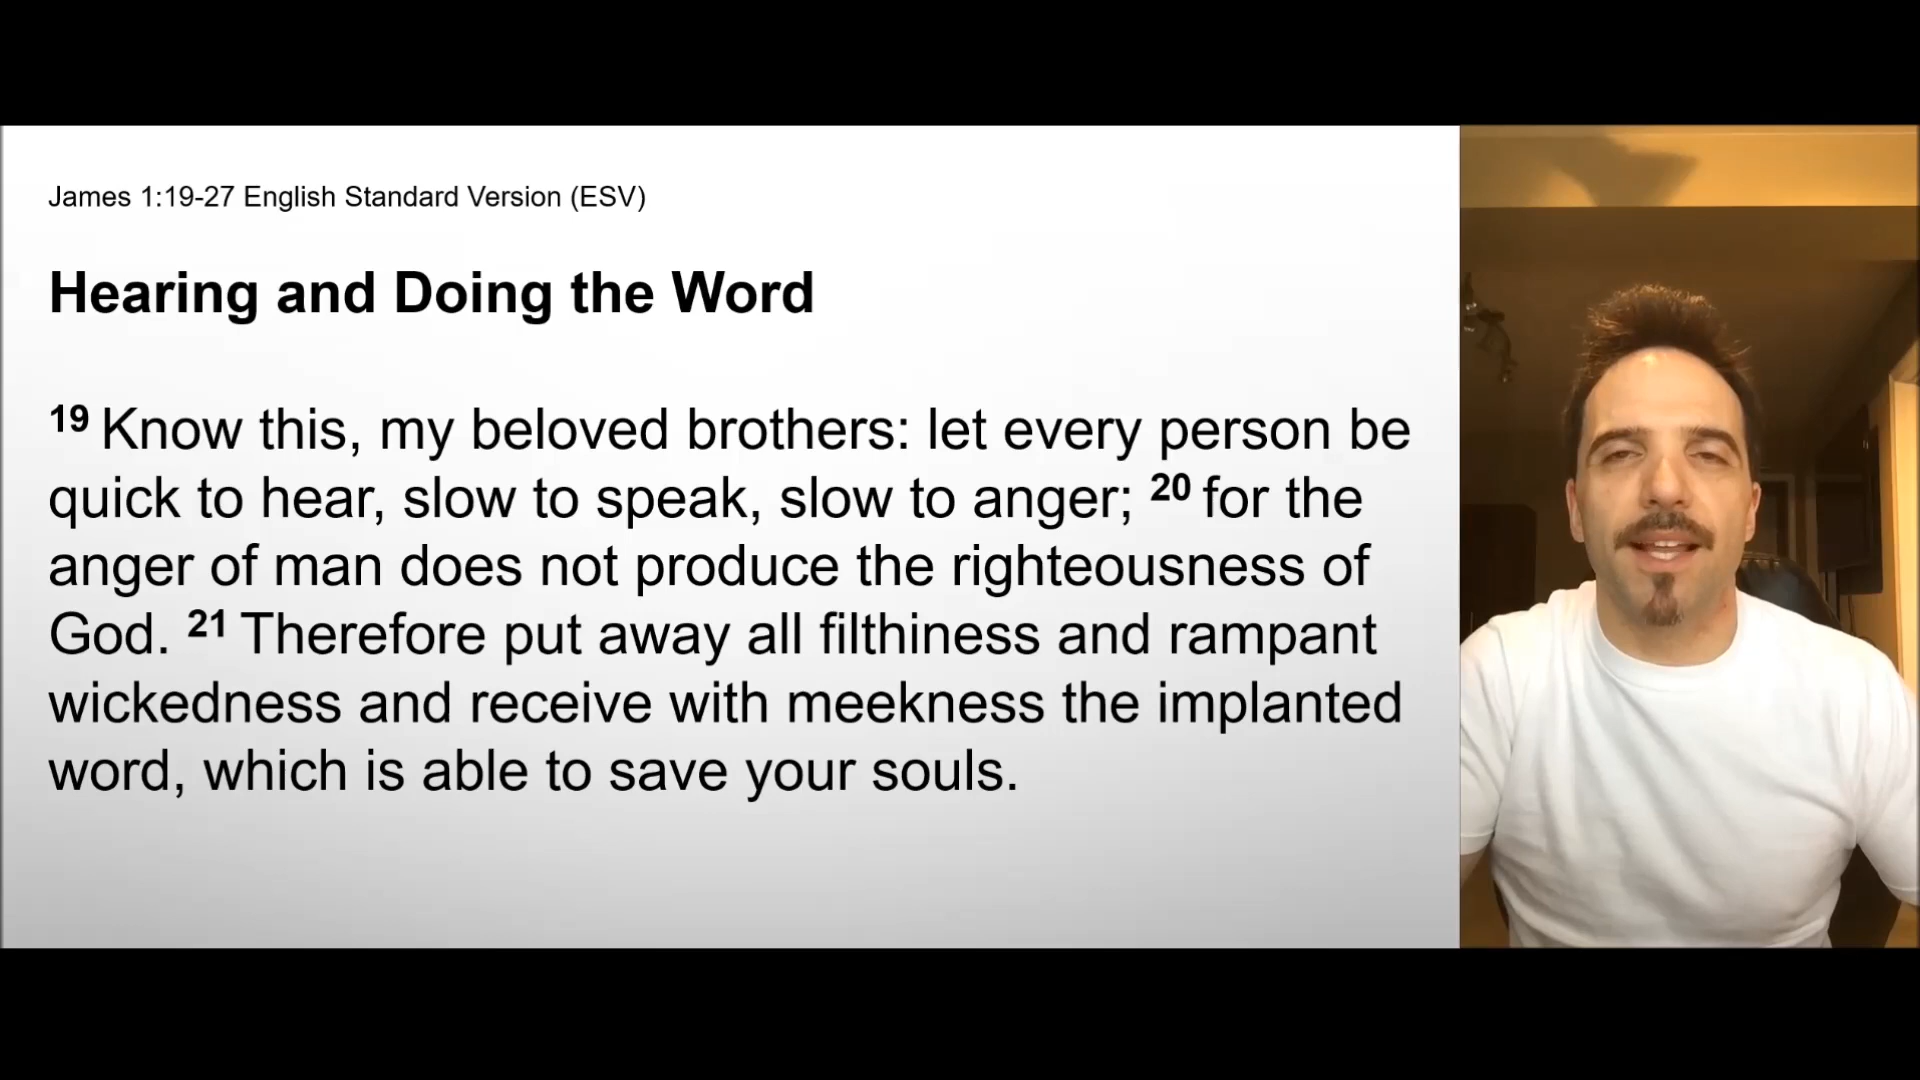 James 1:19-27 English Standard Version (ESV)
Hearing and Doing the Word
19 Know this, my beloved brothers: let every person be
quick to hear, slow to speak, slow to anger; 20 for the
anger of man does not produce the righteousness of
God. 21 Therefore put away all filthiness and rampant
wickedness and receive with meekness the implanted
word, which is able to save your souls.